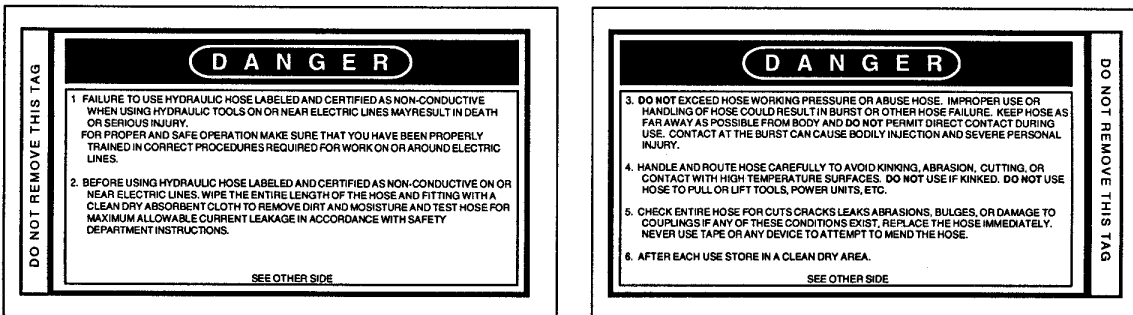 DO NOT REMOVE THIS TAG
DANGER
1 FAILURE TO USE HYDRAULIC HOSE LABELED AND CERTIFIED AS NON-CONDUCTIVE
WHEN USING HYDRAULIC TOOLS ON OR NEAR ELECTRIC LINES MAYRESULT IN DEATH
OR SERIOUS INJURY.
FOR PROPER AND SAFE OPERATION MAKE SURE THAT YOU HAVE BEEN PROPERLY
TRAINED IN CORRECT PROCEDURES REQUIRED FOR WORK ON OR AROUND ELECTRIC
LINES.
2. BEFORE USING HYDRAULIC HOSE LABELED AND CERTIFIED AS NON-CONDUCTIVE ON OR
NEAR ELECTRIC LINES. WIPE THE ENTIRE LENGTH OF THE HOSE AND FITTING WITH A
CLEAN DRY ABSORBENT CLOTH TO REMOVE DIRT AND MOSISTURE AND TEST HOSE FOR
MAXIMUM ALLOWABLE CURRENT LEAKAGE IN ACCORDANCE WITH SAFETY
DEPARTMENT INSTRUCTIONS.
SEE OTHER SIDE
DANGER
3. DO NOT EXCEED HOSE WORKING PRESSURE OR ABUSE HOSE. IMPROPER USE OR
HANDLING OF HOSE COULD RESULT IN BURST OR OTHER HOSE FAILURE. KEEP HOSE AS
FAR AWAY AS POSSIBLE FROM BODY AND DO NOT PERMIT DIRECT CONTACT DURING
USE. CONTACT AT THE BURST CAN CAUSE BODILY INJECTION AND SEVERE PERSONAL
INJURY.
4. HANDLE AND ROUTE HOSE CAREFULLY TO AVOID KINKING, ABRASION, CUTTING, OR
CONTACT WITH HIGH TEMPERATURE SURFACES. DO NOT USE IF KINKED. DO NOT USE
HOSE TO PULL OR LIFT TOOLS, POWER UNITS, ETC.
5. CHECK ENTIRE HOSE FOR CUTS CRACKS LEAKS ABRASIONS, BULGES, OR DAMAGE TO
COUPLINGS IF ANY OF THESE CONDITIONS EXIST, REPLACE THE HOSE IMMEDIATELY.
NEVER USE TAPE OR ANY DEVICE TO ATTEMPT TO MEND THE HOSE.
6. AFTER EACH USE STORE IN A CLEAN DRY AREA.
SEE OTHER SIDE
DO NOT REMOVE THIS TAG